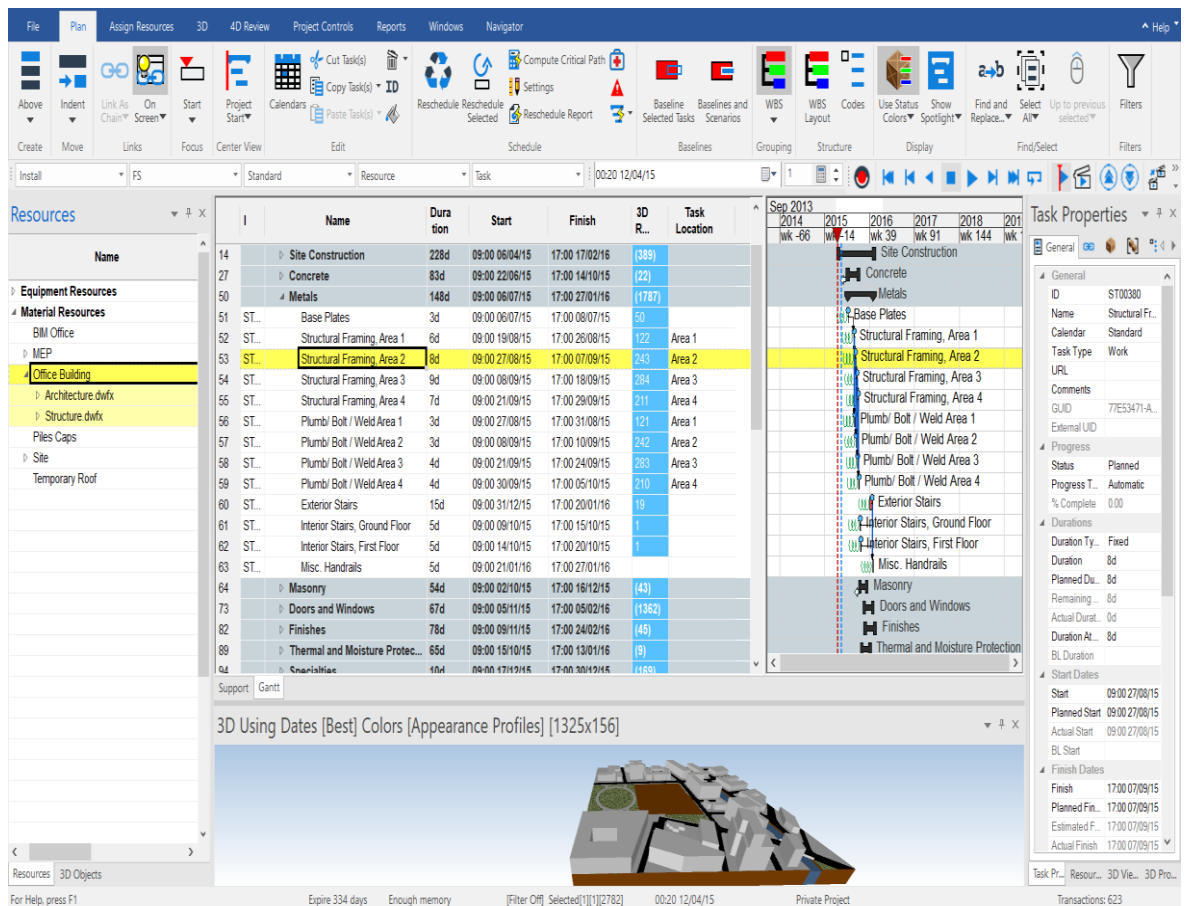 File Plan Assign Resources 3D 4D Review Project Controls Reports Windows Navigator Help
Cut Task(s) Compute Critical Path
Copy Task(s) ID Settings
Above Indent Link As On Start Project Calendars Paste Task(s) Reschedule Reschedule Reschedule Report Baseline Baselines and WBS WBS Codes Use Status Show Find and Select Up to previous Filters
Chain Screen Start Selected Selected Tasks Scenarios Layout Colors Spotlight Replace... All selected
Create Move Links Focus Center View Edit Schedule Baselines Grouping Structure Display Find/Select Filters
Install FS Standard Resource Task 00:20 12/04/15 1
Resources
Name
Equipment Resources
Material Resources
BIM Office
MEP
Office Building
Architecture.dwfx
Structure.dwfx
Piles Caps
Site
Temporary Roof
Resources 3D Objects
I Name Dura tion Start Finish 3D R... Task Location
14 Site Construction 228d 09:00 06/04/15 17:00 17/02/16 (389)
27 Concrete 83d 09:00 22/06/15 17:00 14/10/15 (22)
50 Metals 148d 09:00 06/07/15 17:00 27/01/16 (1787)
51 ST... Base Plates 3d 09:00 06/07/15 17:00 08/07/15 50
52 ST... Structural Framing, Area 1 6d 09:00 19/08/15 17:00 26/08/15 122 Area 1
53 ST... Structural Framing, Area 2 8d 09:00 27/08/15 17:00 07/09/15 243 Area 2
54 ST... Structural Framing, Area 3 9d 09:00 08/09/15 17:00 18/09/15 284 Area 3
55 ST... Structural Framing, Area 4 7d 09:00 21/09/15 17:00 29/09/15 211 Area 4
56 ST... Plumb/ Bolt / Weld Area 1 3d 09:00 27/08/15 17:00 31/08/15 121 Area 1
57 ST... Plumb/ Bolt / Weld Area 2 3d 09:00 08/09/15 17:00 10/09/15 242 Area 2
58 ST... Plumb/ Bolt / Weld Area 3 4d 09:00 21/09/15 17:00 24/09/15 283 Area 3
59 ST... Plumb/ Bolt / Weld Area 4 4d 09:00 30/09/15 17:00 05/10/15 210 Area 4
60 ST... Exterior Stairs 15d 09:00 31/12/15 17:00 20/01/16 19
61 ST... Interior Stairs, Ground Floor 5d 09:00 09/10/15 17:00 15/10/15 1
62 ST... Interior Stairs, First Floor 5d 09:00 14/10/15 17:00 20/10/15 1
63 ST... Misc. Handrails 5d 09:00 21/01/16 17:00 27/01/16
64 Masonry 54d 09:00 02/10/15 17:00 16/12/15 (43)
73 Doors and Windows 67d 09:00 05/11/15 17:00 05/02/16 (1362)
82 Finishes 78d 09:00 09/11/15 17:00 24/02/16 (45)
89 Thermal and Moisture Protec... 65d 09:00 15/10/15 17:00 13/01/16 (9)
94 Specialties 10d 09:00 17/12/15 17:00 30/12/15 (169)
Support Gantt
Sep 2013
2014 2015 2016 2017 2018 201
wk -66 wk -14 wk 39 wk 91 wk 144 wk
Site Construction
Concrete
Metals
Base Plates
Structural Framing, Area 1
Structural Framing, Area 2
Structural Framing, Area 3
Structural Framing, Area 4
Plumb/ Bolt / Weld Area 1
Plumb/ Bolt / Weld Area 2
Plumb/ Bolt / Weld Area 3
Plumb/ Bolt / Weld Area 4
Exterior Stairs
Interior Stairs, Ground Floor
Interior Stairs, First Floor
Misc. Handrails
Masonry
Doors and Windows
Finishes
Thermal and Moisture Protection
3D Using Dates [Best] Colors [Appearance Profiles] [1325x156]
Task Properties
General
General
ID ST00380
Name Structural Fr...
Calendar Standard
Task Type Work
URL
Comments
GUID 77E53471-A...
External UID
Progress
Status Planned
Progress T... Automatic
% Complete 0.00
Durations
Duration Ty... Fixed
Duration 8d
Planned Du... 8d
Remaining ... 8d
Actual Durat... 0d
Duration At... 8d
BL Duration
Start Dates
Start 09:00 27/08/15
Planned Start 09:00 27/08/15
Actual Start 09:00 27/08/15
BL Start
Finish Dates
Finish 17:00 07/09/15
Planned Fin... 17:00 07/09/15
Estimated F... 17:00 07/09/15
Actual Finish 17:00 07/09/15
Task Pr... Resour... 3D Vie... 3D Pro...
For Help, press F1 Expire 334 days Enough memory [Filter Off] Selected[1][1][2782] 00:20 12/04/15 Private Project Transactions: 623